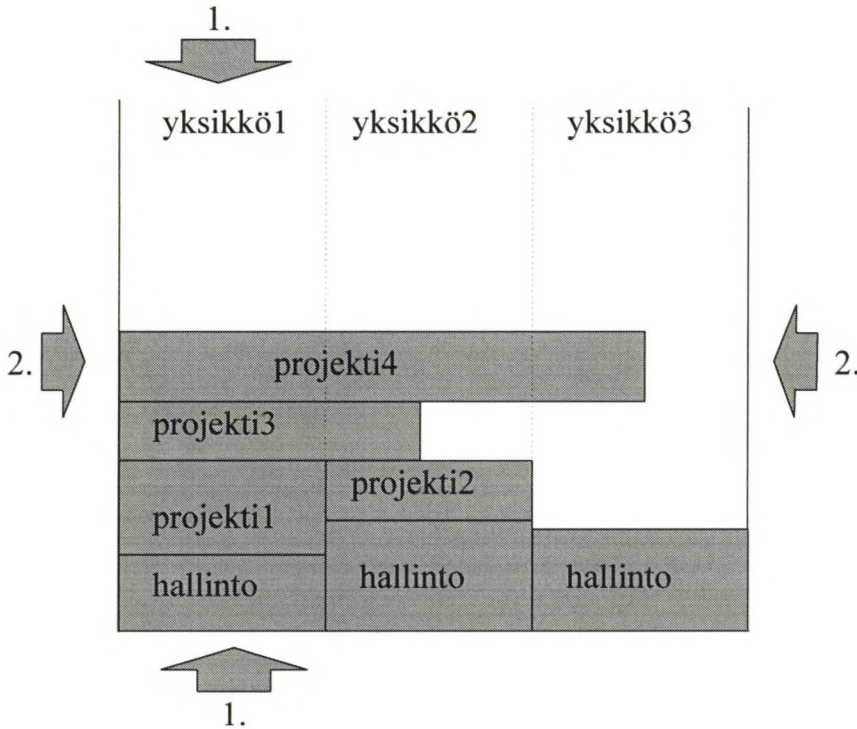 1.
yksikkö1 yksikkö2 yksikkö3
projekti4
2. 2.
projekti3
projekti2
projekti1
hallinto hallinto hallinto
1.